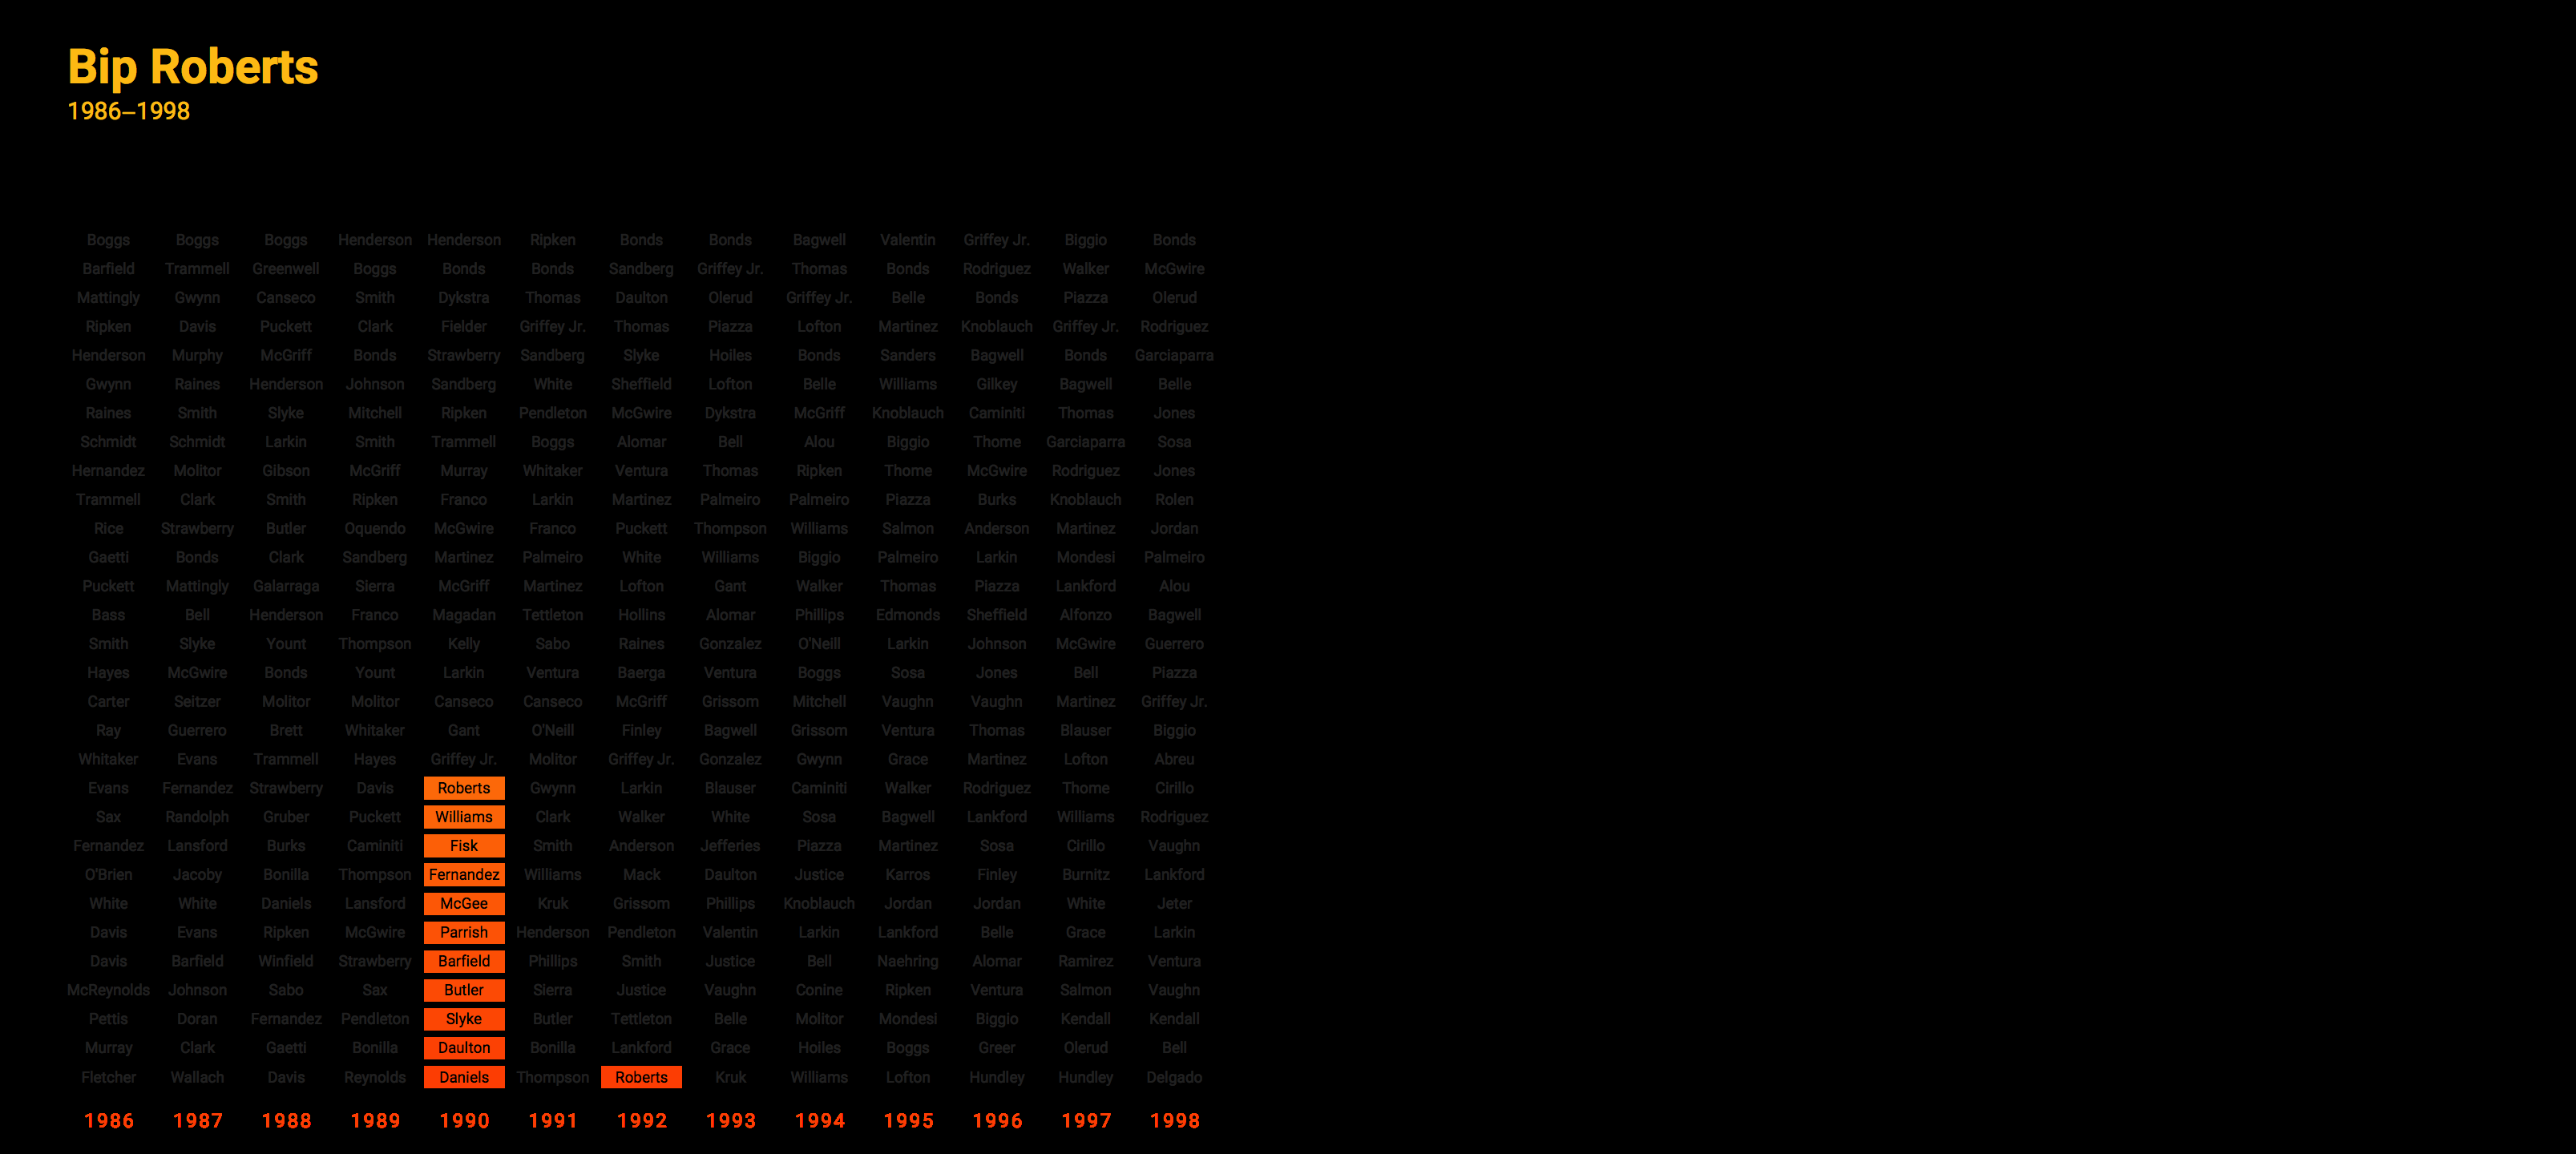 Bip Roberts
1986–1998
Boggs Boggs Boggs Henderson Henderson Ripken Bonds Bonds Bagwell Valentin Griffey Jr. Biggio Bonds
Barfield Trammell Greenwell Boggs Bonds Bonds Sandberg Griffey Jr. Thomas Bonds Rodriguez Walker McGwire
Mattingly Gwynn Canseco Smith Dykstra Thomas Daulton Olerud Griffey Jr. Belle Bonds Piazza Olerud
Ripken Davis Puckett Clark Fielder Griffey Jr. Thomas Piazza Lofton Martinez Knoblauch Griffey Jr. Rodriguez
Henderson Murphy McGriff Bonds Strawberry Sandberg Slyke Hoiles Bonds Sanders Bagwell Bonds Garciaparra
Gwynn Raines Henderson Johnson Sandberg White Sheffield Lofton Belle Williams Gilkey Bagwell Belle
Raines Smith Slyke Mitchell Ripken Pendleton McGwire Dykstra McGriff Knoblauch Caminiti Thomas Jones
Schmidt Schmidt Larkin Smith Trammell Boggs Alomar Bell Alou Biggio Thome Garciaparra Sosa
Hernandez Molitor Gibson McGriff Murray Whitaker Ventura Thomas Ripken Thome McGwire Rodriguez Jones
Trammell Clark Smith Ripken Franco Larkin Martinez Palmeiro Palmeiro Piazza Burks Knoblauch Rolen
Rice Strawberry Butler Oquendo McGwire Franco Puckett Thompson Williams Salmon Anderson Martinez Jordan
Gaetti Bonds Clark Sandberg Martinez Palmeiro White Williams Biggio Palmeiro Larkin Mondesi Palmeiro
Puckett Mattingly Galarraga Sierra McGriff Martinez Lofton Gant Walker Thomas Piazza Lankford Alou
Bass Bell Henderson Franco Magadan Tettleton Hollins Alomar Phillips Edmonds Sheffield Alfonzo Bagwell
Smith Slyke Yount Thompson Kelly Sabo Raines Gonzalez O'Neill Larkin Johnson McGwire Guerrero
Hayes McGwire Bonds Yount Larkin Ventura Baerga Ventura Boggs Sosa Jones Bell Piazza
Carter Seitzer Molitor Molitor Canseco Canseco McGriff Grissom Mitchell Vaughn Vaughn Martinez Griffey Jr.
Ray Guerrero Brett Whitaker Gant O'Neill Finley Bagwell Grissom Ventura Thomas Blauser Biggio
Whitaker Evans Trammell Hayes Griffey Jr. Molitor Griffey Jr. Gonzalez Gwynn Grace Martinez Lofton Abreu
Evans Fernandez Strawberry Davis Roberts Gwynn Larkin Blauser Caminiti Walker Rodriguez Thome Cirillo
Sax Randolph Gruber Puckett Williams Clark Walker White Sosa Bagwell Lankford Williams Rodriguez
Fernandez Lansford Burks Caminiti Fisk Smith Anderson Jefferies Piazza Martinez Sosa Cirillo Vaughn
O'Brien Jacoby Bonilla Thompson Fernandez Williams Mack Daulton Justice Karros Finley Burnitz Lankford
White White Daniels Lansford McGee Kruk Grissom Phillips Knoblauch Jordan Jordan White Jeter
Davis Evans Ripken McGwire Parrish Henderson Pendleton Valentin Larkin Lankford Belle Grace Larkin
Davis Barfield Winfield Strawberry Barfield Phillips Smith Justice Bell Naehring Alomar Ramirez Ventura
McReynolds Johnson Sabo Sax Butler Sierra Justice Vaughn Conine Ripken Ventura Salmon Vaughn
Pettis Doran Fernandez Pendleton Slyke Butler Tettleton Belle Molitor Mondesi Biggio Kendall Kendall
Murray Clark Gaetti Bonilla Daulton Bonilla Lankford Grace Hoiles Boggs Greer Olerud Bell
Fletcher Wallach Davis Reynolds Daniels Thompson Roberts Kruk Williams Lofton Hundley Hundley Delgado
1986 1987 1988 1989 1990 1991 1992 1993 1994 1995 1996 1997 1998